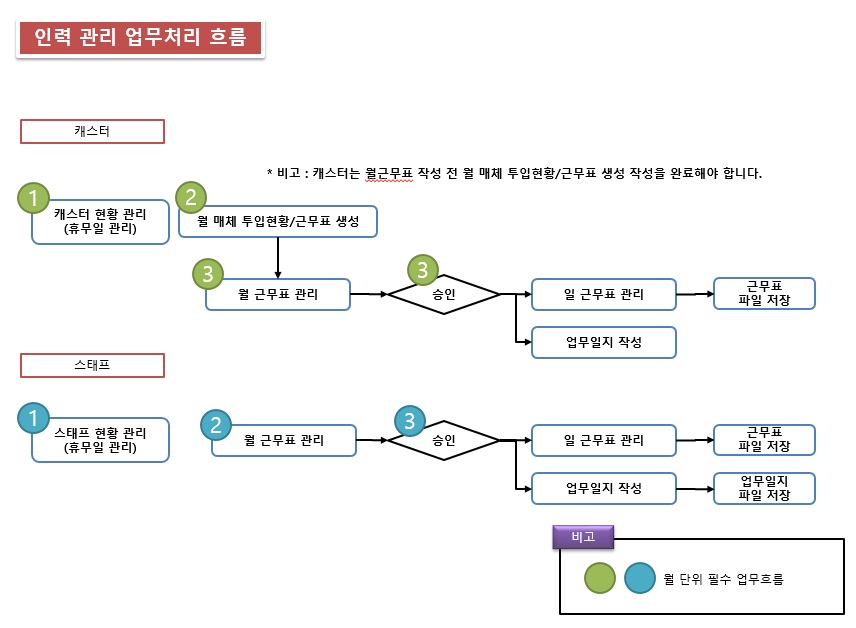 인력 관리 업무처리 흐름
캐스터
* 비고 : 캐스터는 월근무표 작성 전 월 매체 투입현황/근무표 생성 작성을 완료해야 합니다.
1
캐스터 현황 관리
(휴무일 관리)
2
월 매체 투입현황/근무표 생성
3
월 근무표 관리
3
승인
일 근무표 관리
근무표
파일 저장
업무일지 작성
스태프
1
스태프 현황 관리
(휴무일 관리)
2
월 근무표 관리
3
승인
일 근무표 관리
근무표
파일 저장
업무일지 작성
업무일지
파일 저장
비고
월 단위 필수 업무흐름